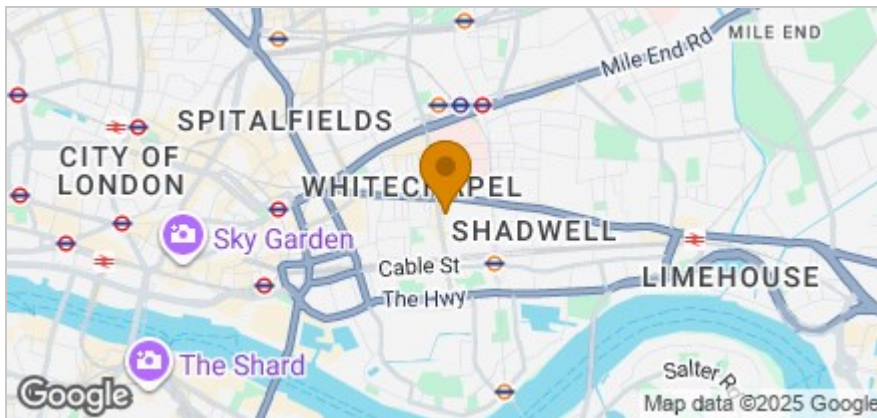 MILE END
Mile End Rd
SPITALFIELDS
CITY OF
LONDON
WHITECHAPEL
SHADWELL
Sky Garden
Cable St
LIMEHOUSE
The Hwy
The Shard
Salter
Google
Map data ©2025 Google